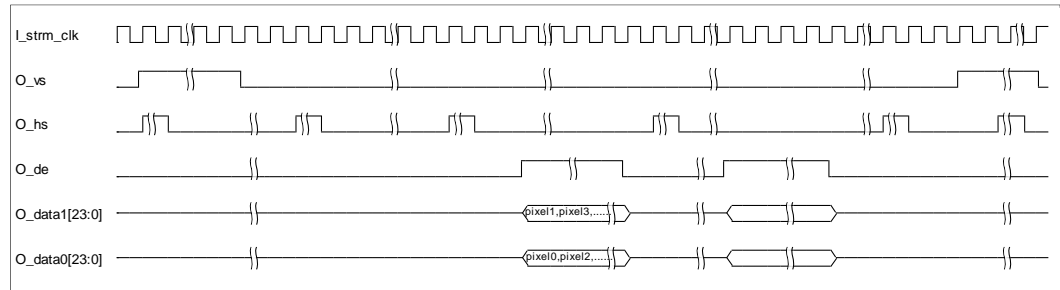 I_strm_clk
O_vs
O_hs
O_de
O_data1[23:0]
pixel1,pixel3,......
O_data0[23:0]
pixel0,pixel2,......